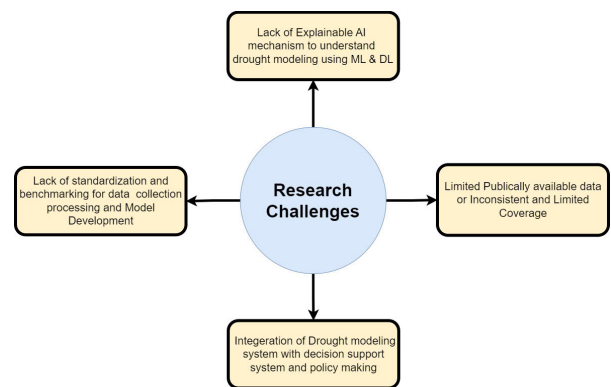 Lack of Explainable AI
mechanism to understand
drought modeling using ML & DL
Lack of standardization and
benchmarking for data collection
processing and Model
Development
Research
Challenges
Limited Publically available data
or Inconsistent and Limited
Coverage
Integeration of Drought modeling
system with decision support
system and policy making